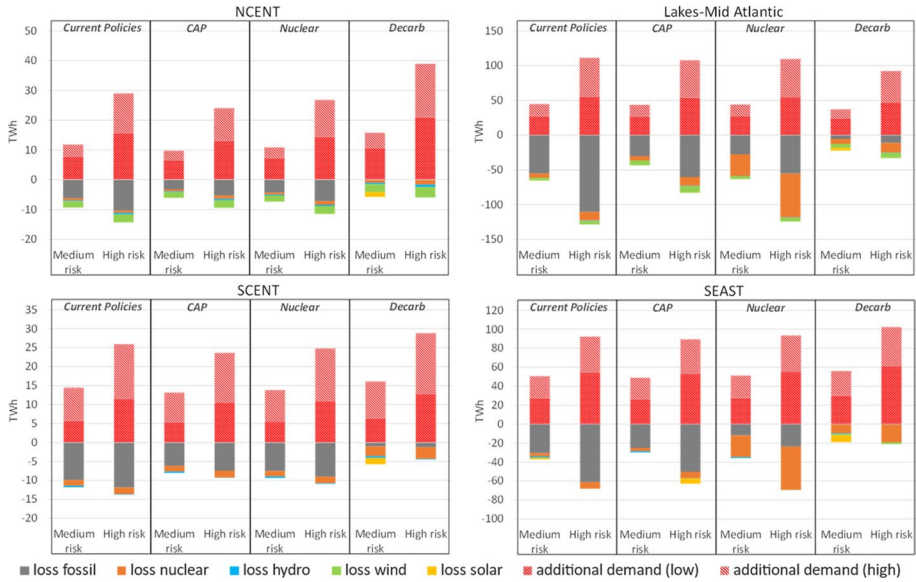 NCENT
Current Policies CAP Nuclear Decarb
50
40
30
20
10
0
-10
-20
TWh
Medium risk High risk Medium risk High risk Medium risk High risk Medium risk High risk
Lakes-Mid Atlantic
Current Policies CAP Nuclear Decarb
150
100
50
0
-50
-100
-150
TWh
Medium risk High risk Medium risk High risk Medium risk High risk Medium risk High risk
SCENT
Current Policies CAP Nuclear Decarb
35
30
25
20
15
10
5
0
-5
-10
-15
-20
TWh
Medium risk High risk Medium risk High risk Medium risk High risk Medium risk High risk
SEAST
Current Policies CAP Nuclear Decarb
120
100
80
60
40
20
0
-20
-40
-60
-80
-100
TWh
Medium risk High risk Medium risk High risk Medium risk High risk Medium risk High risk
loss fossil loss nuclear loss hydro loss wind loss solar additional demand (low) additional demand (high)